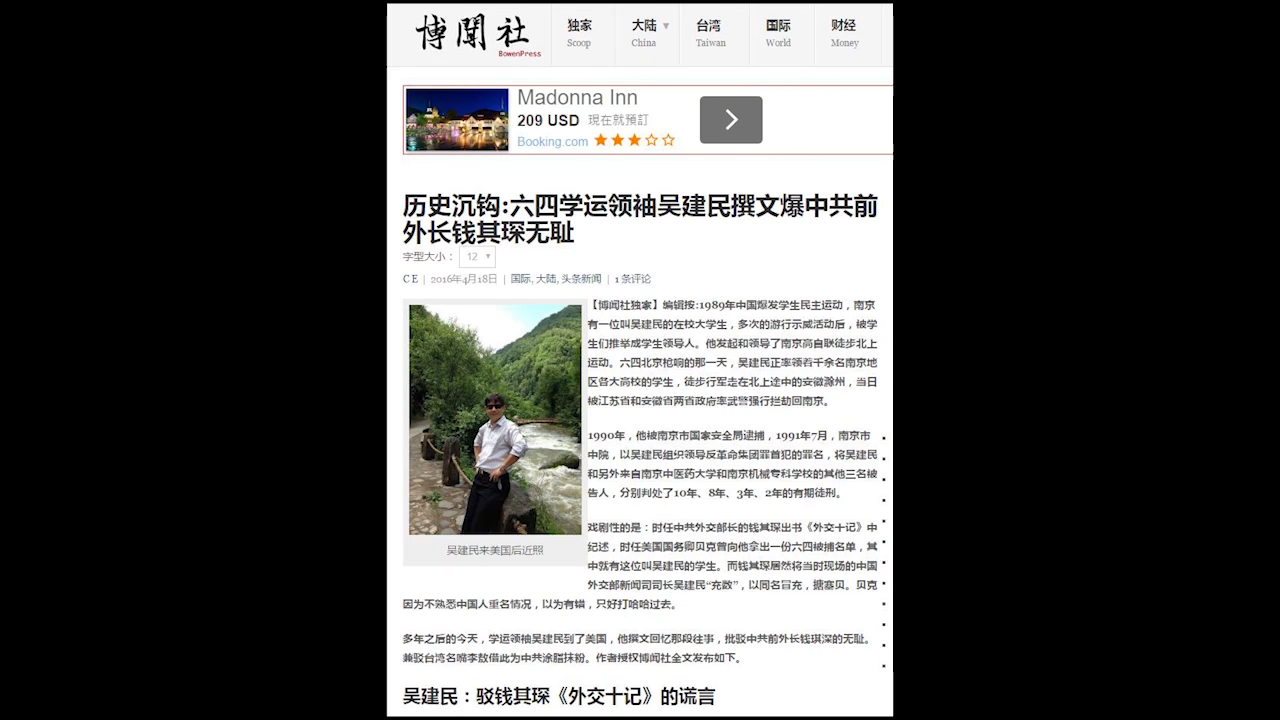 博聞社
BowenPress
独家
Scoop
大陆
China
台湾
Taiwan
国际
World
财经
Money
Madonna Inn
209 USD 現在就預訂
Booking.com
历史沉钩:六四学运领袖吴建民撰文爆中共前
外长钱其琛无耻
字型大小： 12
C E | 2016年4月18日 | 国际, 大陆, 头条新闻 | 1 条评论
【博闻社独家】编辑按:1989年中国爆发学生民主运动，南京
有一位叫吴建民的在校大学生，多次的游行示威活动后，被学
生们推举成学生领导人。他发起和领导了南京高自联徒步北上
运动。六四北京枪响的那一天，吴建民正率领着千余名南京地
区各大高校的学生，徒步行军走在北上途中的安徽滁州，当日
被江苏省和安徽省两省政府率武警强行拦劫回南京。
1990年，他被南京市国家安全局逮捕，1991年7月，南京市
中院，以吴建民组织领导反革命集团罪首犯的罪名，将吴建民
和另外来自南京中医药大学和南京机械专科学校的其他三名被
告人，分别判处了10年、8年、3年、2年的有期徒刑。
戏剧性的是：时任中共外交部长的钱其琛出书《外交十记》中
纪述，时任美国国务卿贝克曾向他拿出一份六四被捕名单，其
中就有这位叫吴建民的学生。而钱其琛居然将当时现场的中国
外交部新闻司司长吴建民“充数”，以同名冒充，搪塞贝。贝克
因为不熟悉中国人重名情况，以为有错，只好打哈哈过去。
吴建民来美国后近照
多年之后的今天，学运领袖吴建民到了美国，他撰文回忆那段往事，批驳中共前外长钱琪深的无耻。
兼驳台湾名嘴李敖借此为中共涂脂抹粉。作者授权博闻社全文发布如下。
吴建民：驳钱其琛《外交十记》的谎言